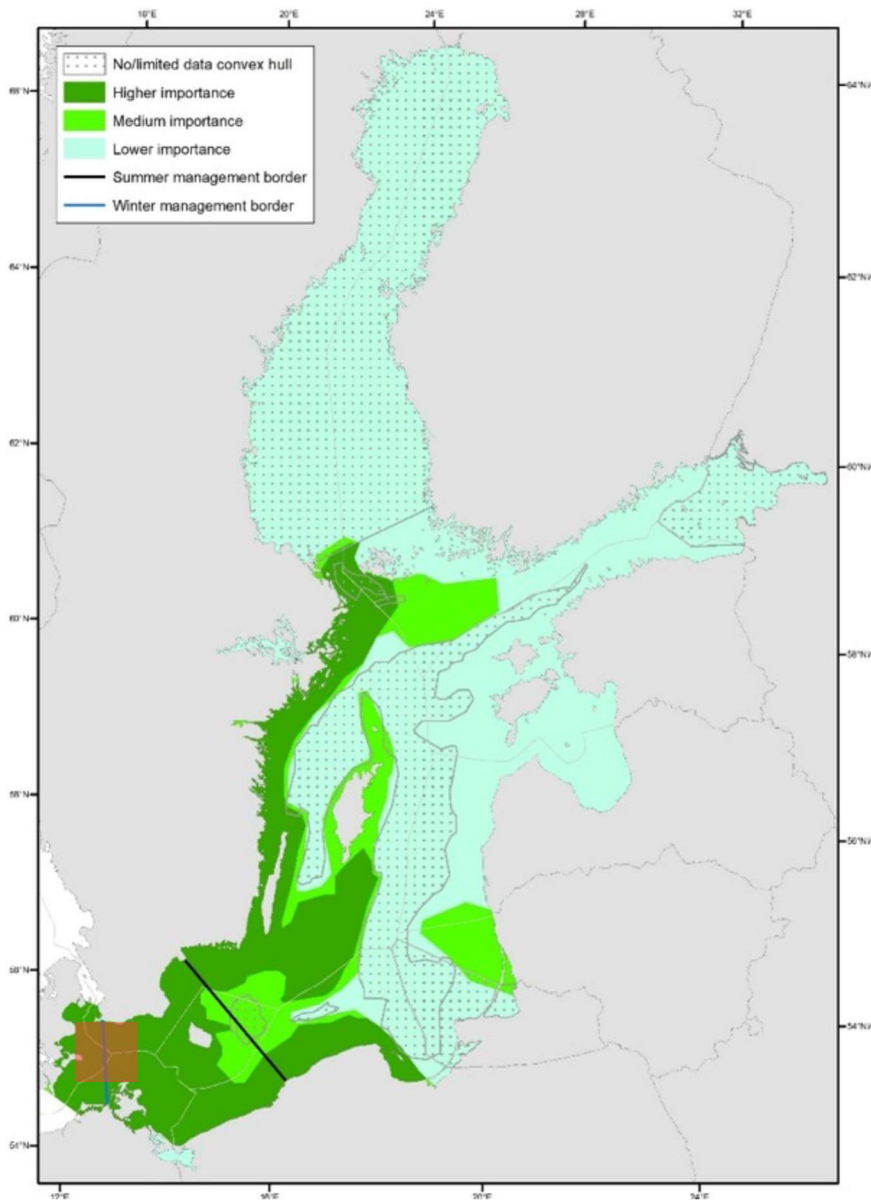 16°E 20°E 24°E 28°E 32°E
No/limited data convex hull
Higher importance
Medium importance
Lower importance
Summer management border
Winter management border
66°N 64°N
64°N 62°N
62°N 60°N
60°N 58°N
58°N 56°N
56°N 54°N
54°N
12°E 16°E 20°E 24°E